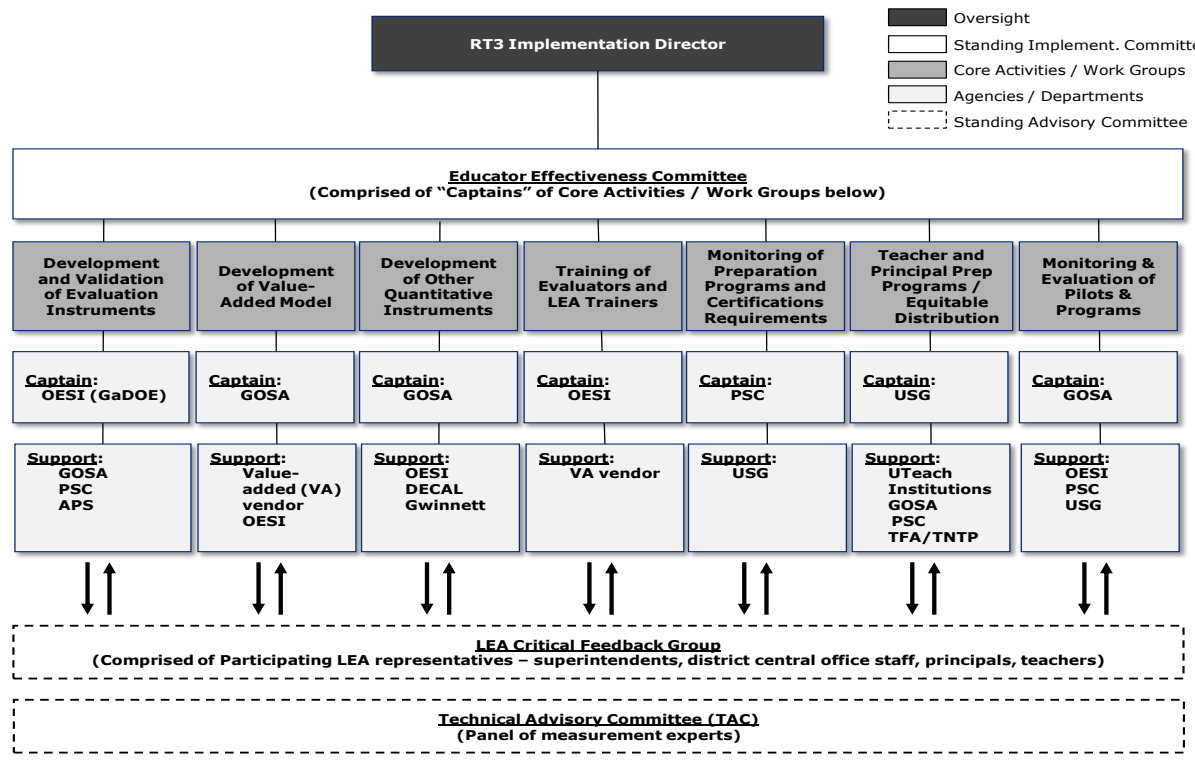 Oversight
Standing Implement. Committe
Core Activities / Work Groups
Agencies / Departments
Standing Advisory Committee
RT3 Implementation Director
Educator Effectiveness Committee
(Comprised of “Captains” of Core Activities / Work Groups below)
Development
and Validation
of Evaluation
Instruments
Development
of Value-
Added Model
Development
of Other
Quantitative
Instruments
Training of
Evaluators and
LEA Trainers
Monitoring of
Preparation
Programs and
Certifications
Requirements
Teacher and
Principal Prep
Programs /
Equitable
Distribution
Monitoring &
Evaluation of
Pilots &
Programs
Captain:
OESI (GaDOE)
Captain:
GOSA
Captain:
GOSA
Captain:
OESI
Captain:
PSC
Captain:
USG
Captain:
GOSA
Support:
GOSA
PSC
APS
Support:
Value-
added (VA)
vendor
OESI
Support:
OESI
DECAL
Gwinnett
Support:
VA vendor
Support:
USG
Support:
UTeach
Institutions
GOSA
PSC
TFA/TNTP
Support:
OESI
PSC
USG
LEA Critical Feedback Group
(Comprised of Participating LEA representatives – superintendents, district central office staff, principals, teachers)
Technical Advisory Committee (TAC)
(Panel of measurement experts)